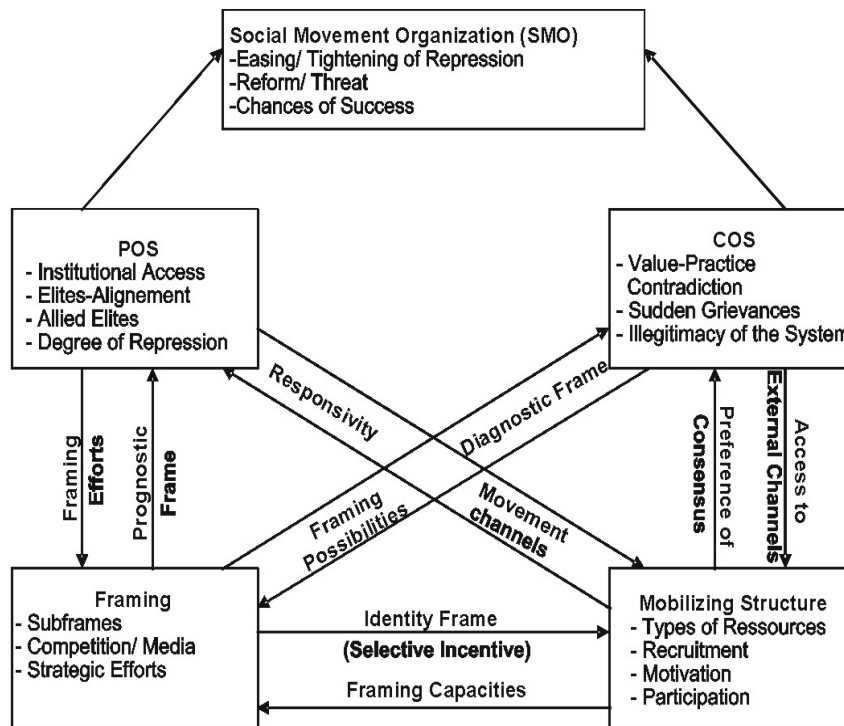 Social Movement Organization (SMO)
-Easing/ Tightening of Repression
-Reform/ Threat
-Chances of Success
POS
- Institutional Access
- Elites-Alignement
- Allied Elites
- Degree of Repression
COS
- Value-Practice
Contradiction
- Sudden Grievances
- Illegitimacy of the System
Framing
Efforts
Prognostic
Frame
Responsivity
Diagnostic Frame
Framing
Possibilities
Movement
channels
Preference of
Consensus
Access to
External Channels
Framing
- Subframes
- Competition/ Media
- Strategic Efforts
Identity Frame
(Selective Incentive)
Framing Capacities
Mobilizing Structure
- Types of Ressources
- Recruitment
- Motivation
- Participation